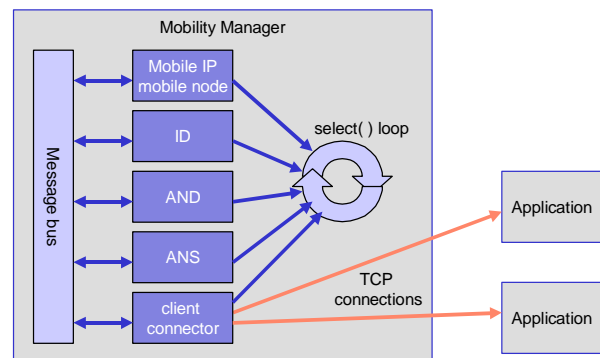 Mobility Manager
Message bus
Mobile IP
mobile node
ID
AND
ANS
client
connector
select( ) loop
TCP
connections
Application
Application